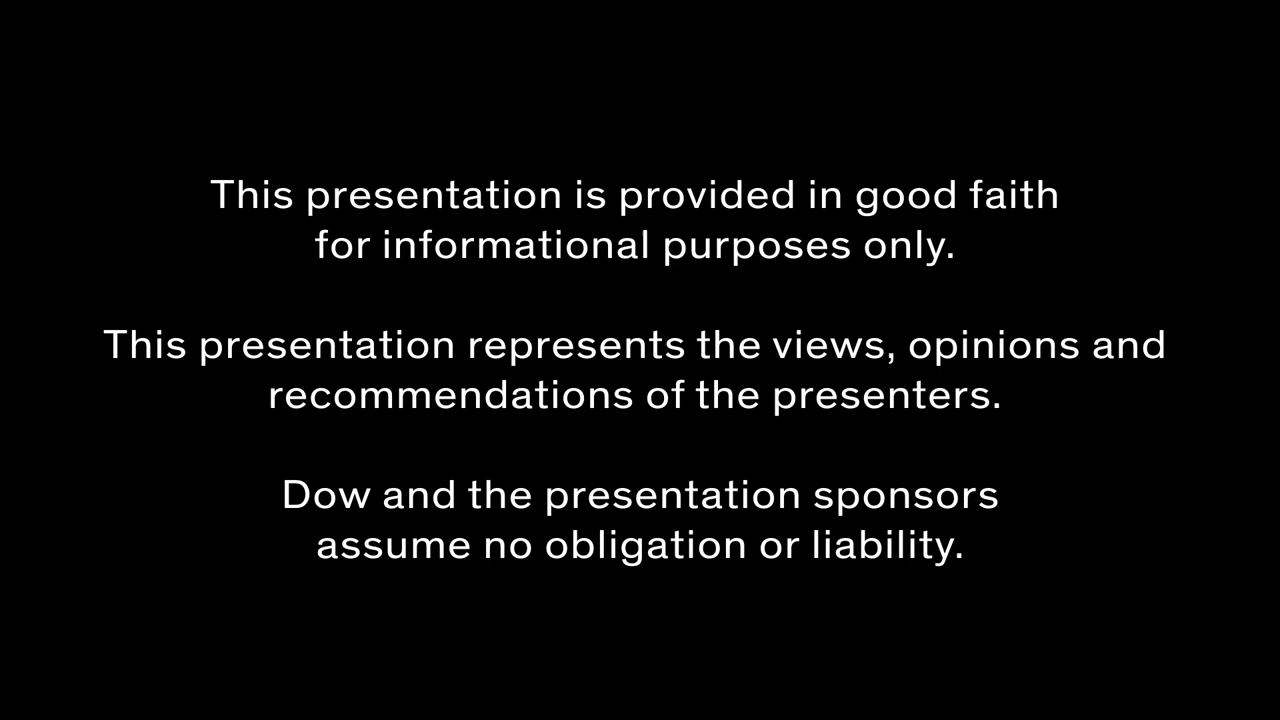 This presentation is provided in good faith
for informational purposes only.
This presentation represents the views, opinions and
recommendations of the presenters.
Dow and the presentation sponsors
assume no obligation or liability.